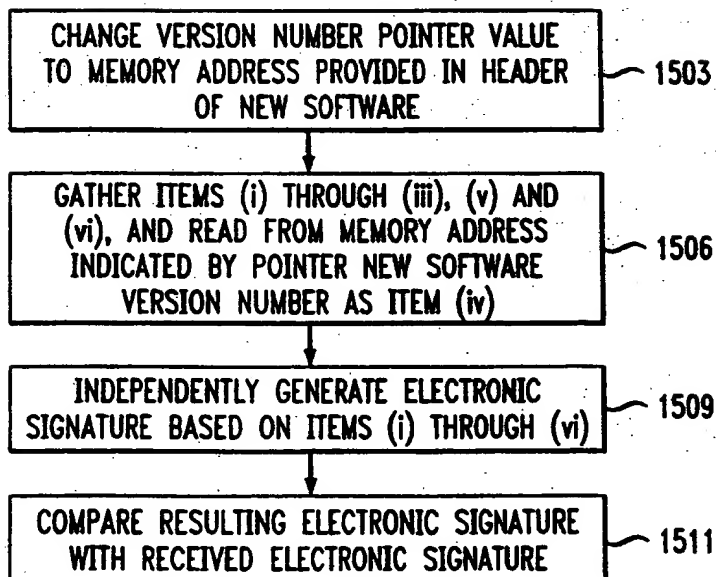 CHANGE VERSION NUMBER POINTER VALUE
TO MEMORY ADDRESS PROVIDED IN HEADER
OF NEW SOFTWARE
1503
GATHER ITEMS (i) THROUGH (iii), (v) AND
(vi), AND READ FROM MEMORY ADDRESS
INDICATED BY POINTER NEW SOFTWARE
VERSION NUMBER AS ITEM (iv)
1506
INDEPENDENTLY GENERATE ELECTRONIC
SIGNATURE BASED ON ITEMS (i) THROUGH (vi)
1509
COMPARE RESULTING ELECTRONIC SIGNATURE
WITH RECEIVED ELECTRONIC SIGNATURE
1511